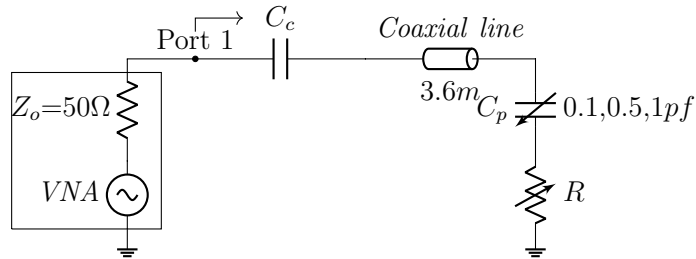 C_c
Port 1
Coaxial line
3.6m
Z_o=50Ω
C_p
0.1,0.5,1pf
VNA
R